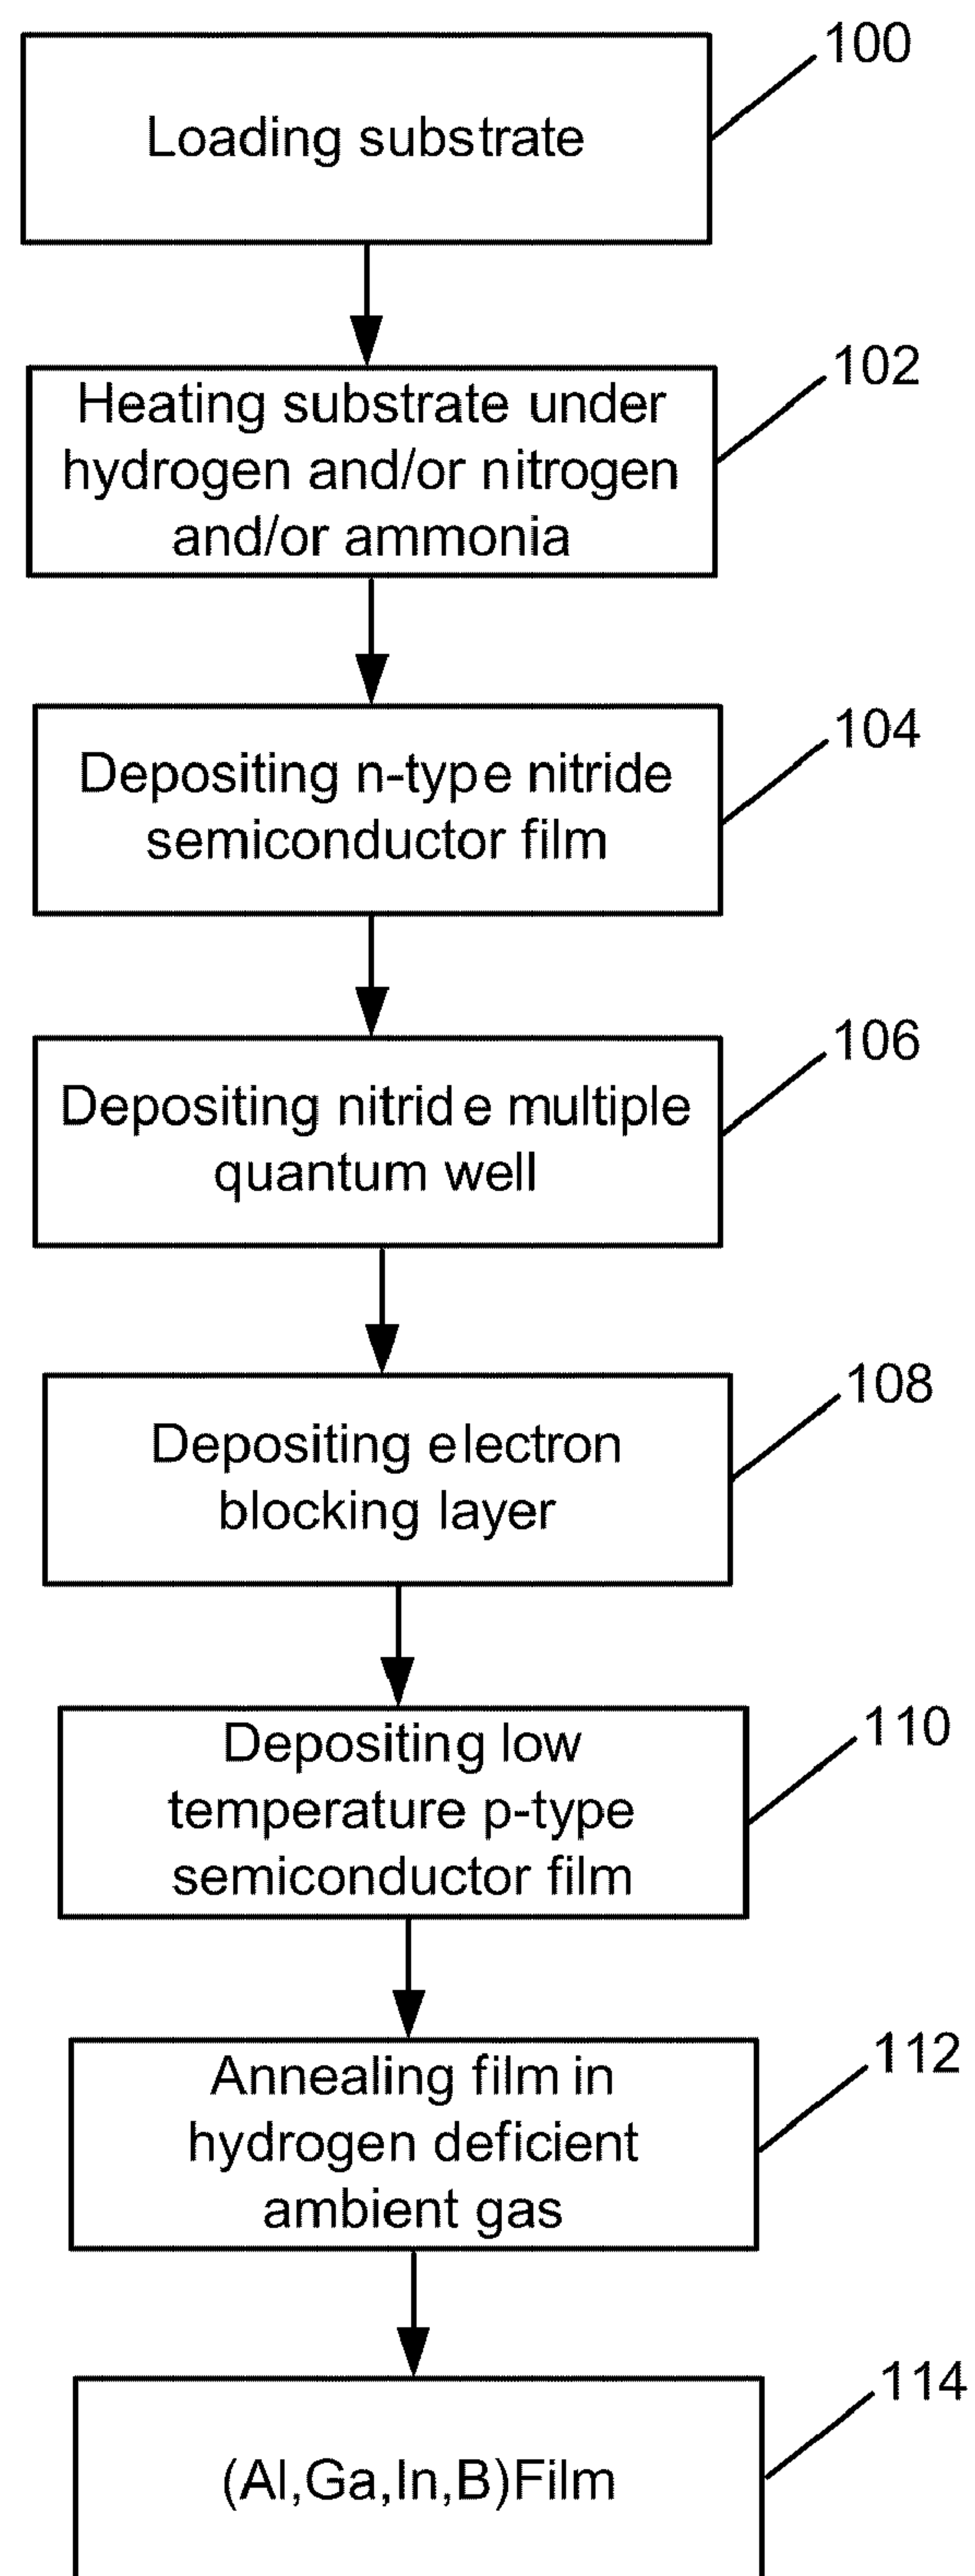 100
Loading substrate
102
Heating substrate under
hydrogen and/or nitrogen
and/or ammonia
104
Depositing n-type nitride
semiconductor film
106
Depositing nitride multiple
quantum well
108
Depositing electron
blocking layer
110
Depositing low
temperature p-type
semiconductor film
112
Annealing film in
hydrogen deficient
ambient gas
114
(Al,Ga,In,B)Film